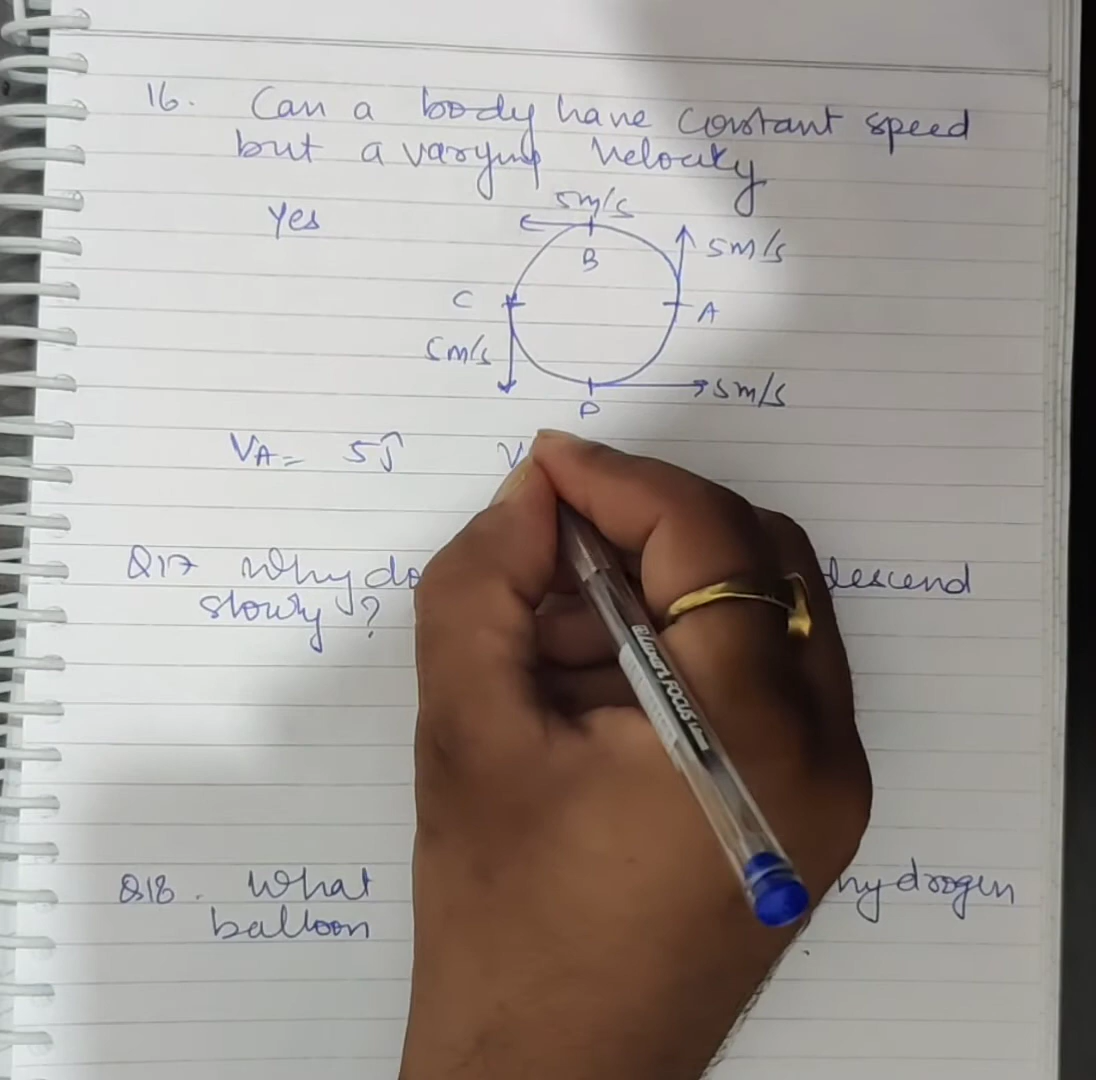 16. Can a body have constant speed
but a varying velocity
Yes
5m/s
B
5m/s
C
A
5m/s
5m/s
D
VA = 5ĵ V
Q17 Why do
descend
slowly?
FOCUS
Q18. What
hydrogen
balloon